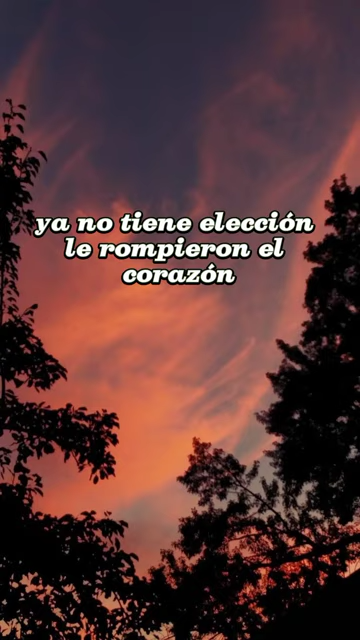 ya no tiene elección
le rompieron el
corazón